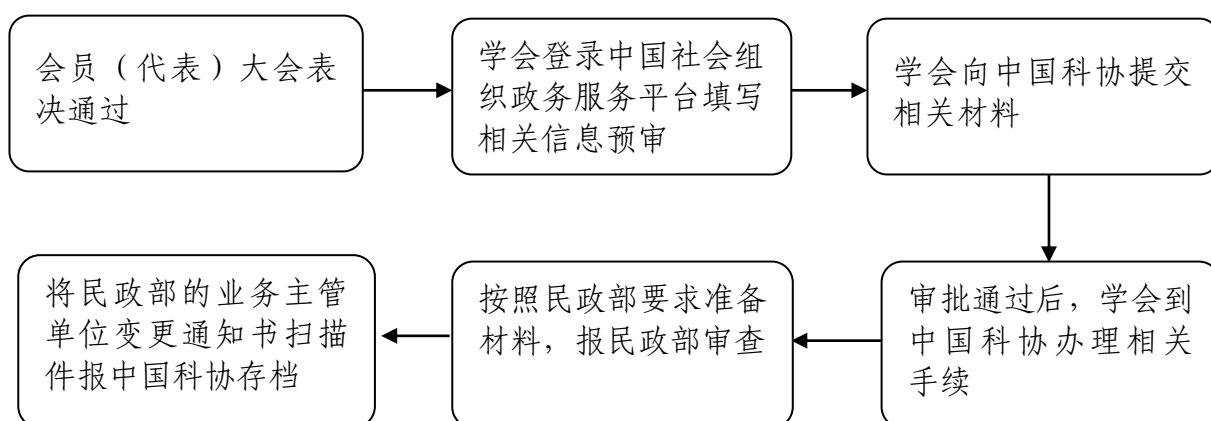 会员（代表）大会表
决通过
学会登录中国社会组
织政务服务平台填写
相关信息预审
学会向中国科协提交
相关材料
审批通过后，学会到
中国科协办理相关
手续
按照民政部要求准备
材料，报民政部审查
将民政部的业务主管
单位变更通知书扫描
件报中国科协存档